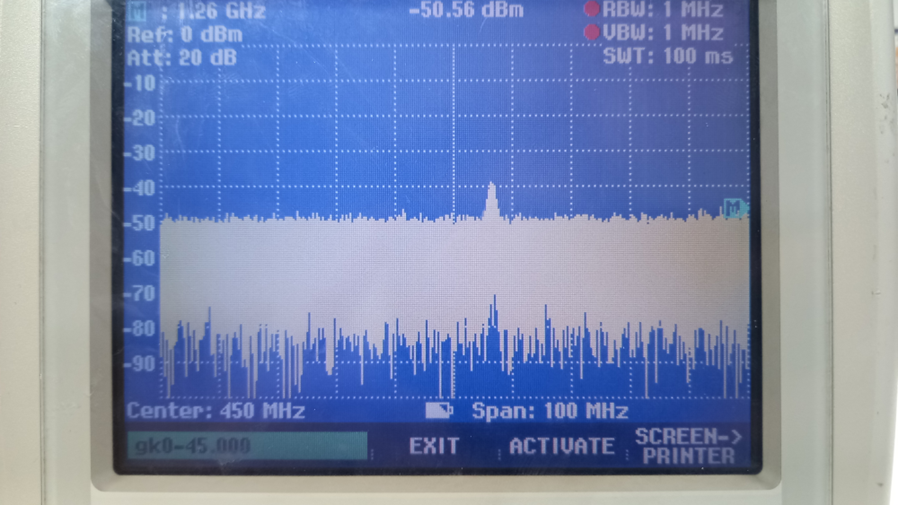 M : 1.26 GHz -50.56 dBm RBW: 1 MHz
Ref: 0 dBm VBW: 1 MHz
Att: 20 dB SWT: 100 ms
-10
-20
-30
-40
M
-50
-60
-70
-80
-90
Center: 450 MHz Span: 100 MHz
gk0-45.000 EXIT ACTIVATE SCREEN->
PRINTER